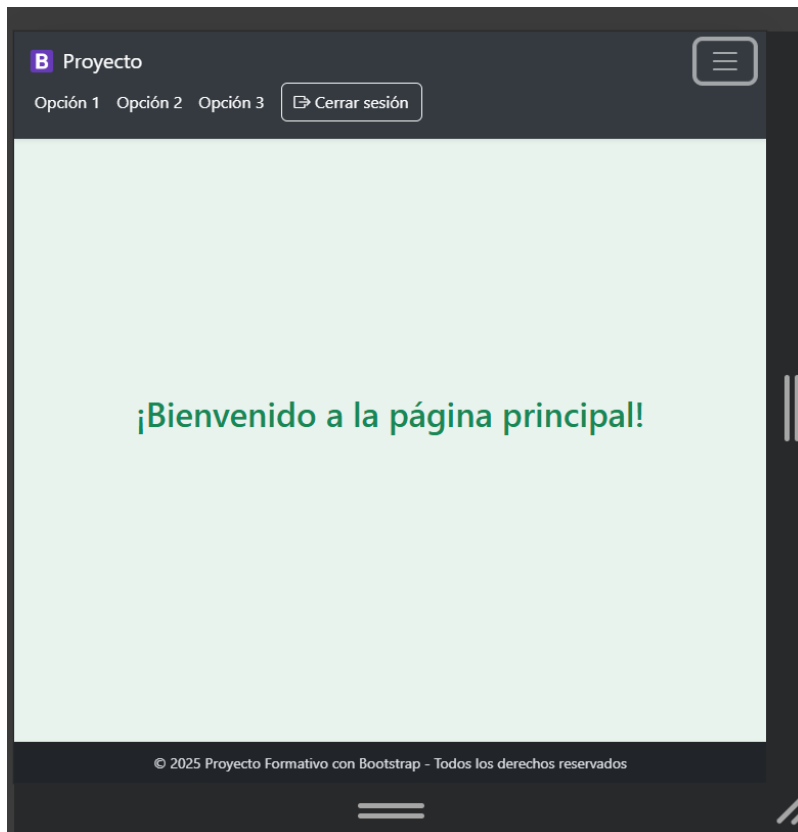 B Proyecto
Opción 1 Opción 2 Opción 3 Cerrar sesión
¡Bienvenido a la página principal!
© 2025 Proyecto Formativo con Bootstrap - Todos los derechos reservados